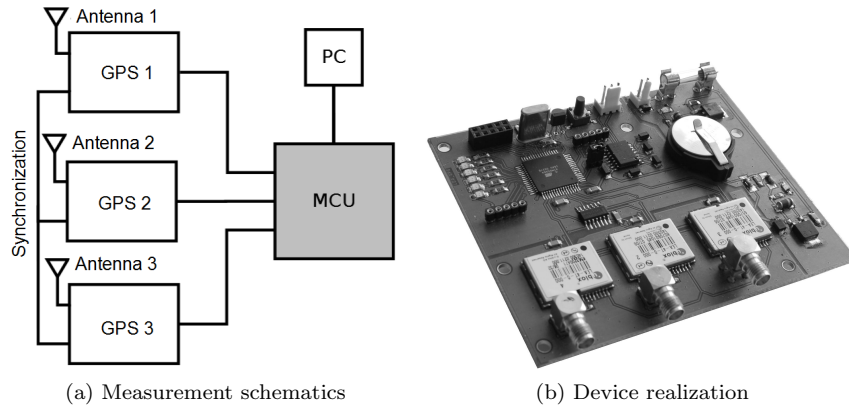 Antenna 1
GPS 1
PC
Antenna 2
GPS 2
MCU
Synchronization
Antenna 3
GPS 3
(a) Measurement schematics
(b) Device realization